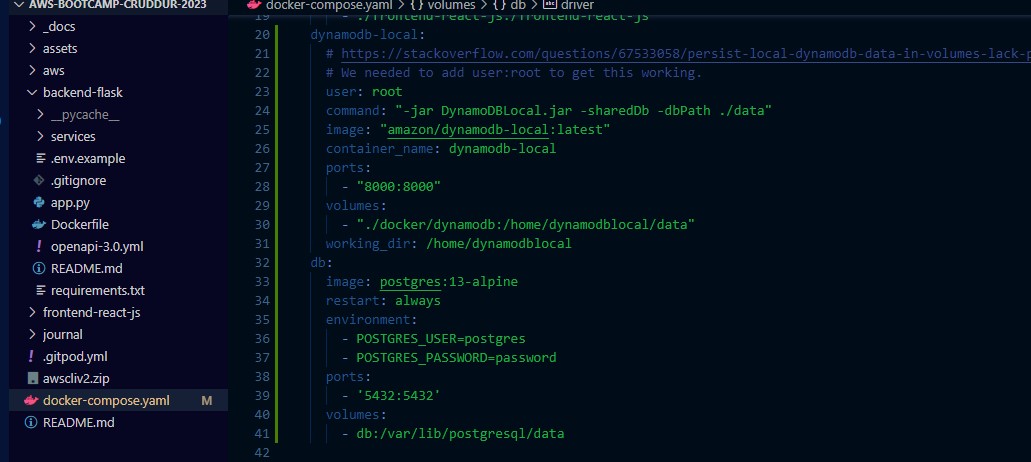 AWS-BOOTCAMP-CRUDDUR-2023
_docs
assets
aws
backend-flask
__pycache__
services
.env.example
.gitignore
app.py
Dockerfile
openapi-3.0.yml
README.md
requirements.txt
frontend-react-js
journal
.gitpod.yml
awscliv2.zip
docker-compose.yaml M
README.md
docker-compose.yaml > {} volumes > {} db > abc driver
19 - ./frontend-react-js:/frontend-react-js
20 dynamodb-local:
21 # https://stackoverflow.com/questions/67533058/persist-local-dynamodb-data-in-volumes-lack-p
22 # We needed to add user:root to get this working.
23 user: root
24 command: "-jar DynamoDBLocal.jar -sharedDb -dbPath ./data"
25 image: "amazon/dynamodb-local:latest"
26 container_name: dynamodb-local
27 ports:
28 - "8000:8000"
29 volumes:
30 - "./docker/dynamodb:/home/dynamodblocal/data"
31 working_dir: /home/dynamodblocal
32 db:
33 image: postgres:13-alpine
34 restart: always
35 environment:
36 - POSTGRES_USER=postgres
37 - POSTGRES_PASSWORD=password
38 ports:
39 - '5432:5432'
40 volumes:
41 - db:/var/lib/postgresql/data
42